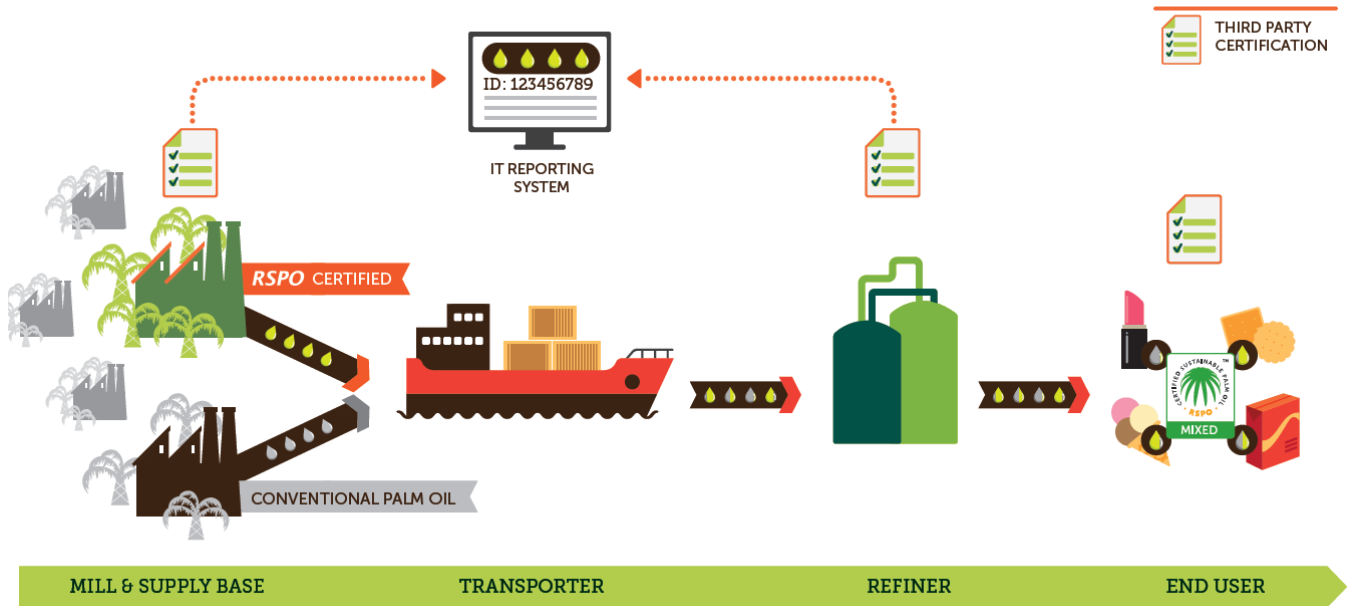 THIRD PARTY
CERTIFICATION
ID: 123456789
IT REPORTING
SYSTEM
RSPO CERTIFIED
CERTIFIED SUSTAINABLE PALM OIL
TM
RSPO
MIXED
CONVENTIONAL PALM OIL
MILL & SUPPLY BASE
TRANSPORTER
REFINER
END USER